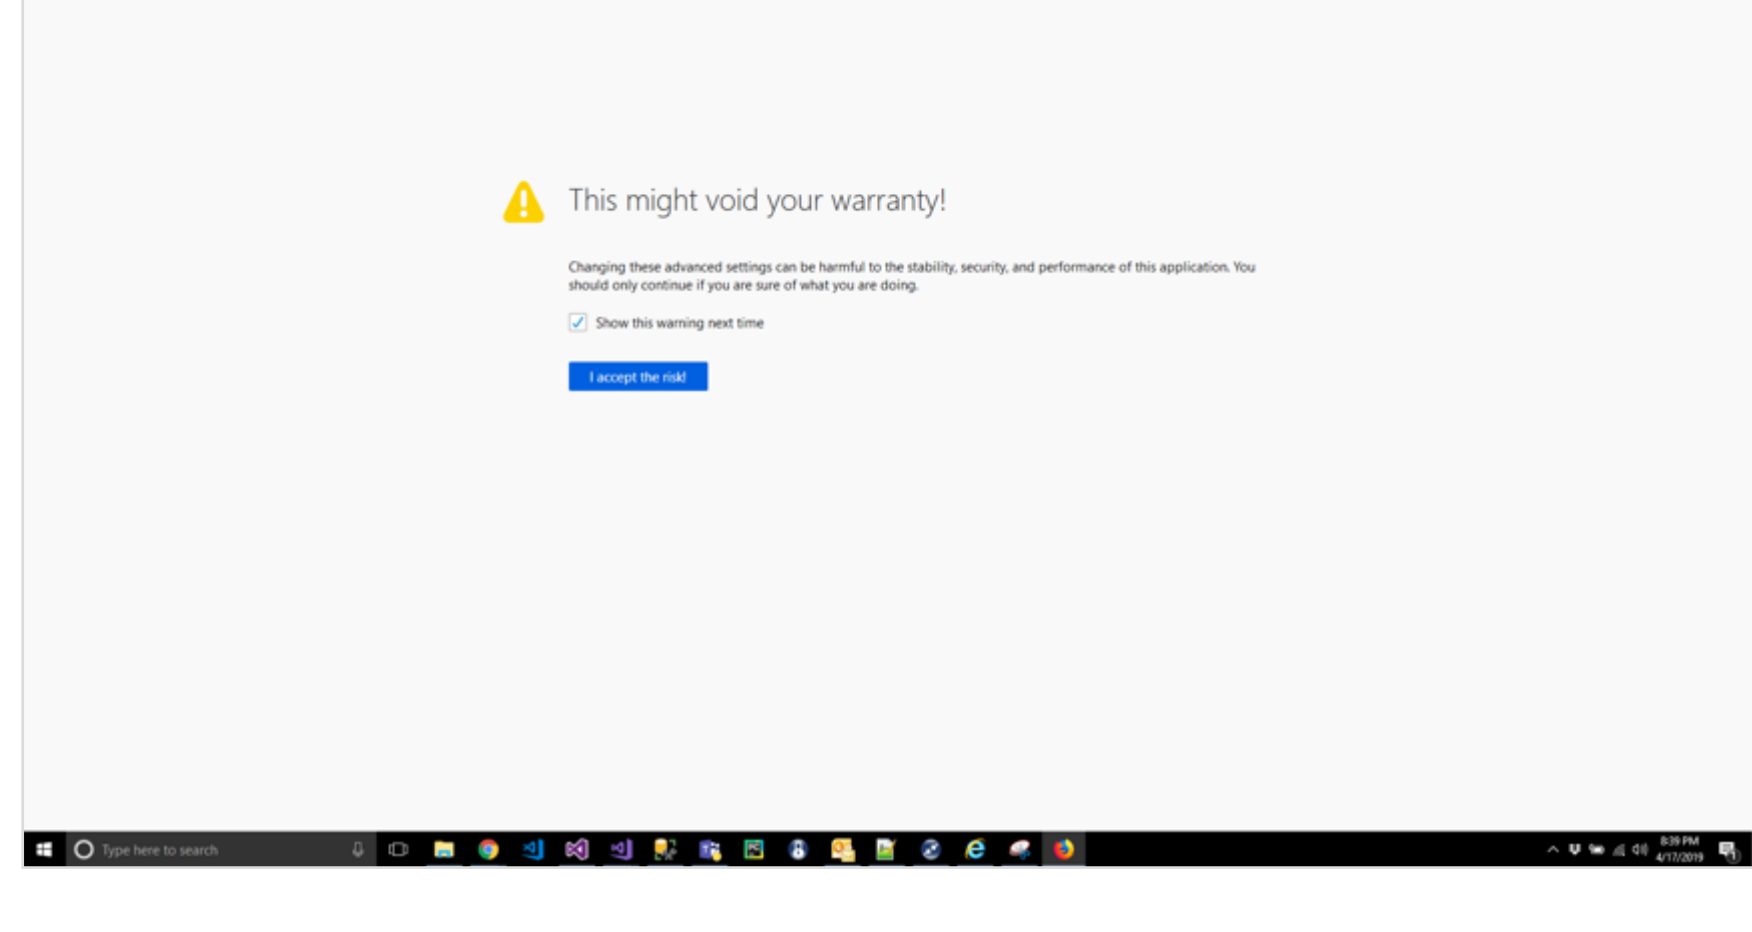 This might void your warranty!
Changing these advanced settings can be harmful to the stability, security, and performance of this application. You
should only continue if you are sure of what you are doing.
Show this warning next time
I accept the risk!
Type here to search
8:39 PM
4/17/2019